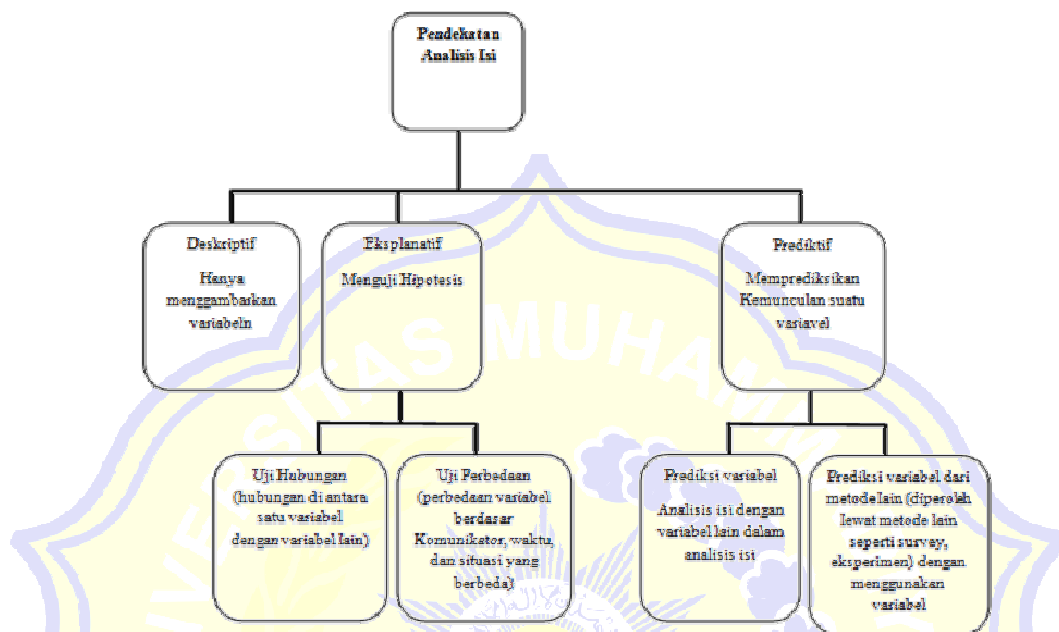 Pendekatan
Analisis Isi
Deskriptif
Hanya
menggambarkan
variabeln
Eksplanatif
Menguji Hipotesis
Prediktif
Memprediksikan
Kemunculan suatu
variavel
Uji Hubungan
(hubungan di antara
satu variabel
dengan variabel lain)
Uji Perbedaan
(perbedaan variabel
berdasar
Komunikator, waktu,
dan situasi yang
berbeda)
Prediksi variabel
Analisis isi dengan
variabel lain dalam
analisis isi
Prediksi variabel dari
metode lain (diperoleh
lewat metode lain
seperti survey,
eksperimen) dengan
menggunakan
variabel